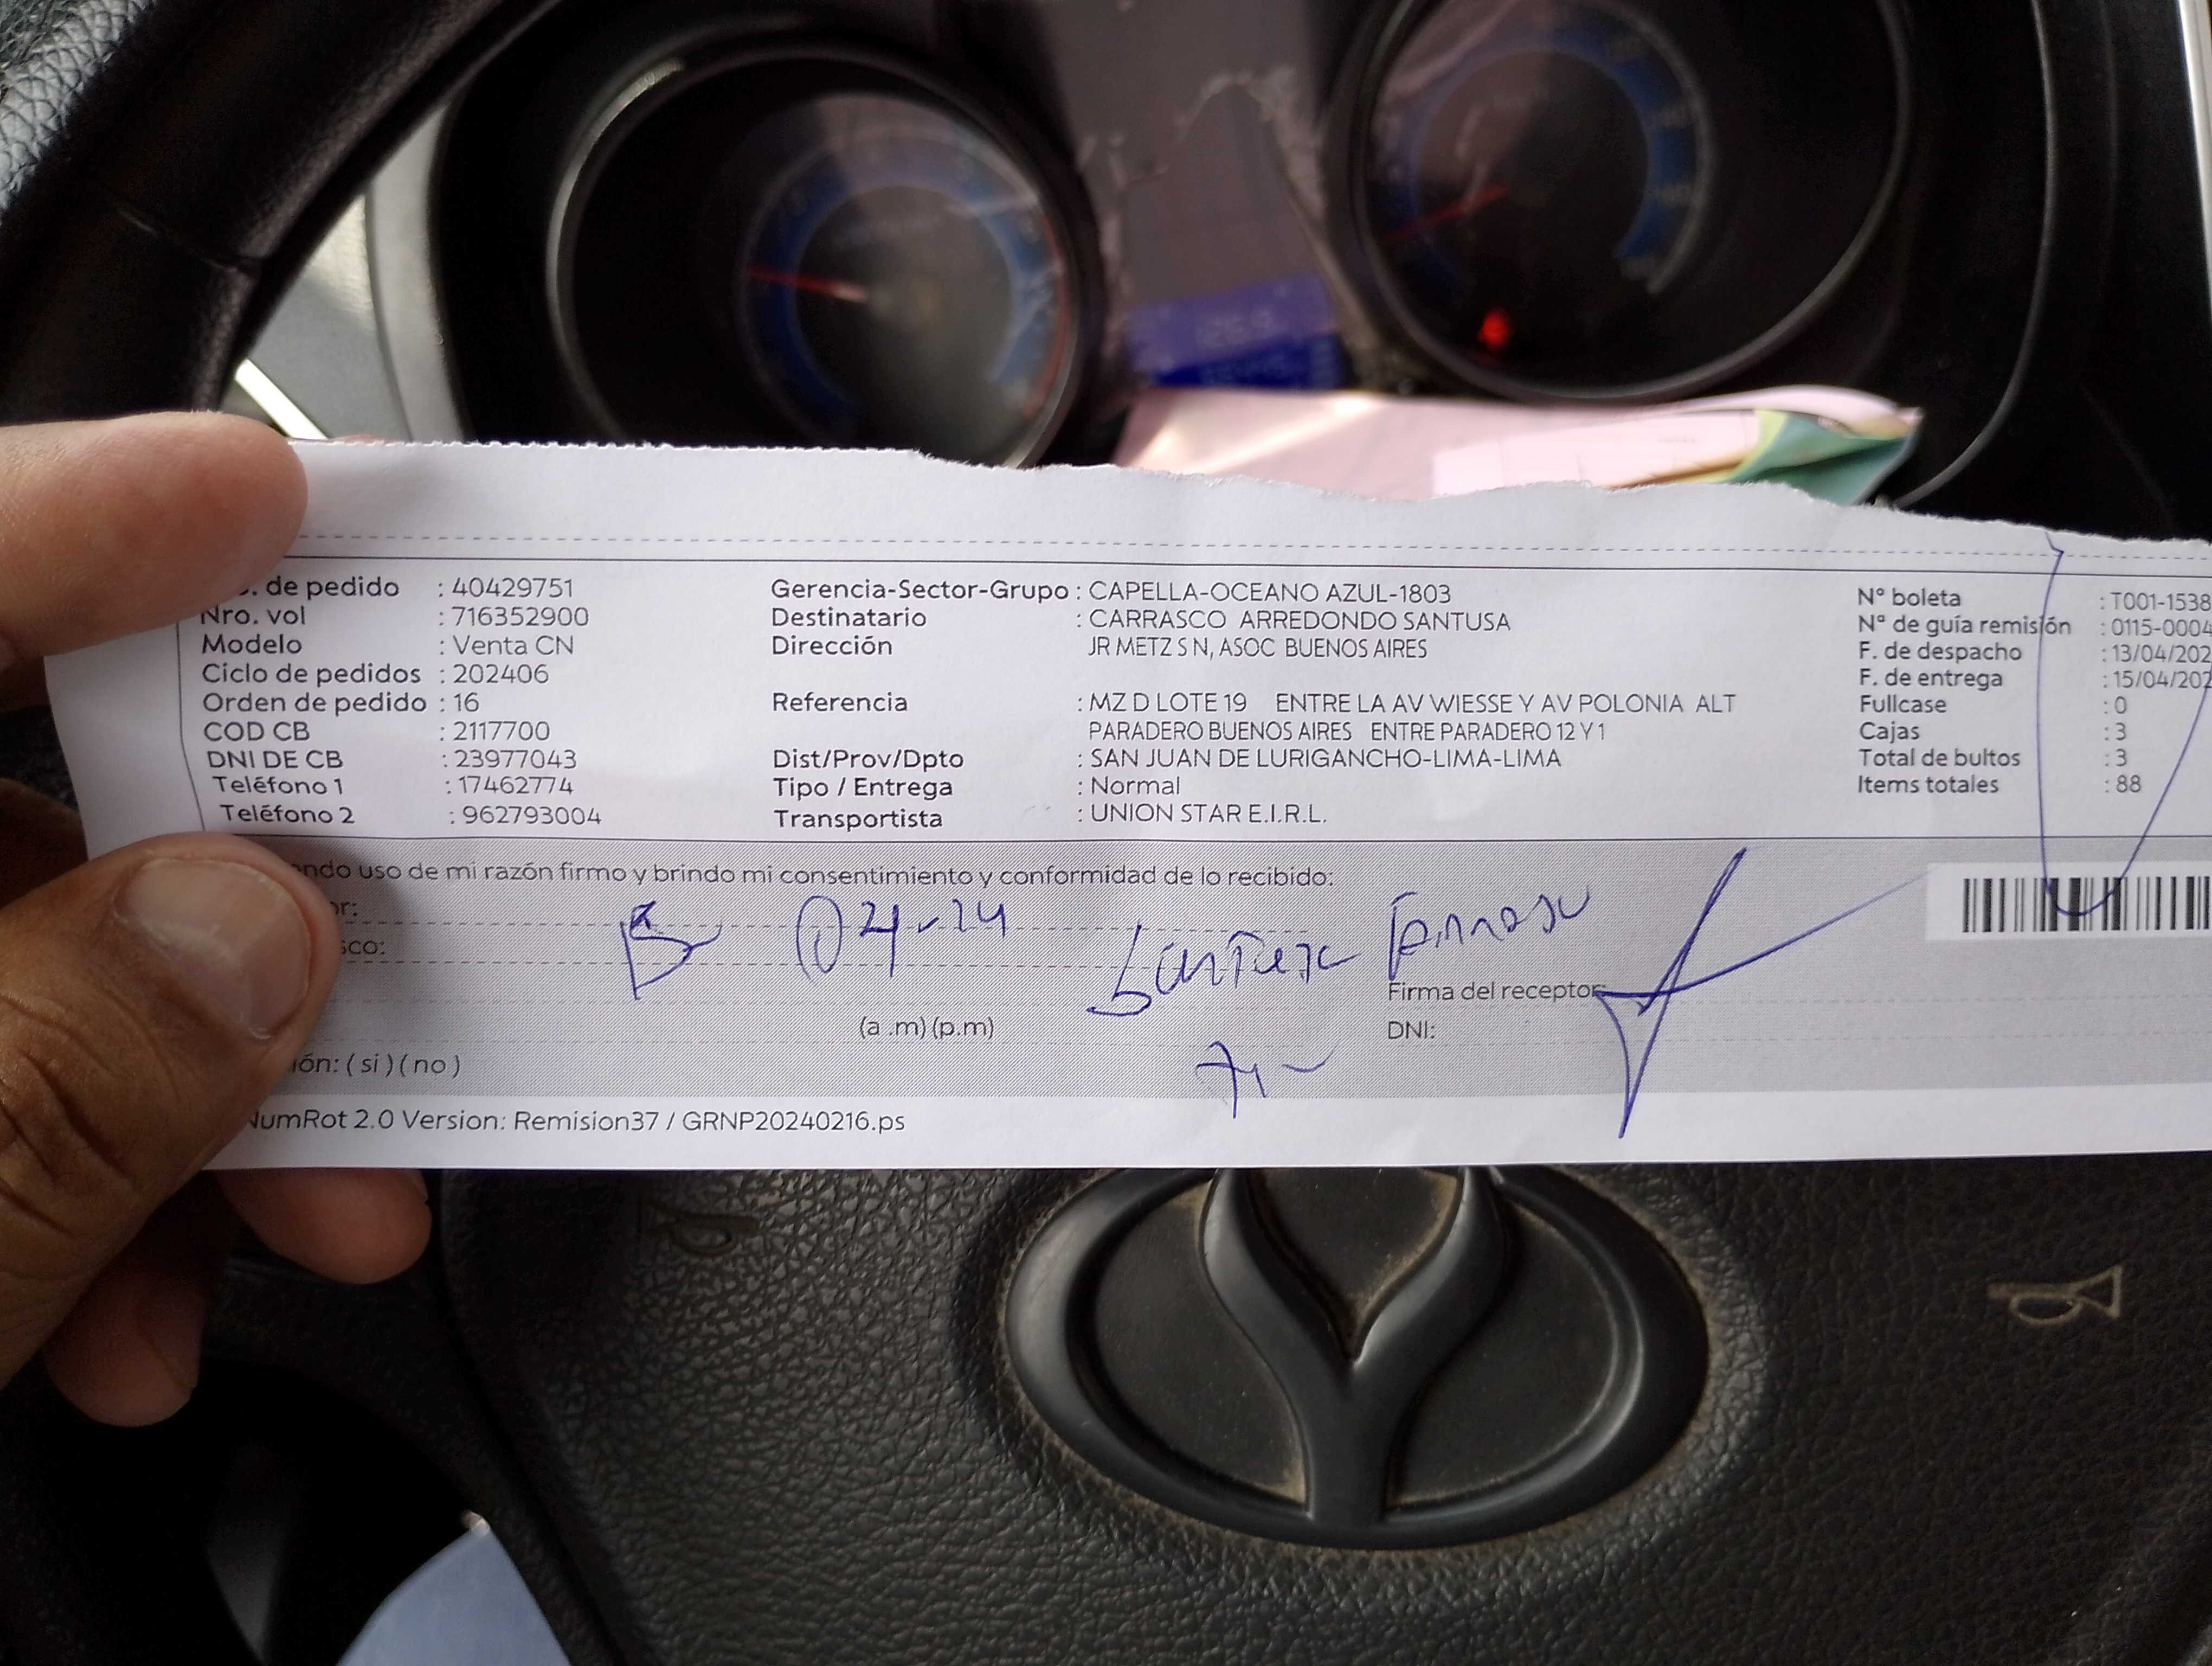 de pedido : 40429751
Nro. vol : 716352900
Modelo : Venta CN
Ciclo de pedidos : 202406
Orden de pedido : 16
COD CB : 2117700
DNI DE CB : 23977043
Teléfono 1 : 17462774
Teléfono 2 : 962793004
Gerencia-Sector-Grupo : CAPELLA-OCEANO AZUL-1803
Destinatario : CARRASCO ARREDONDO SANTUSA
Dirección JR METZ S N, ASOC BUENOS AIRES
Referencia : MZ D LOTE 19 ENTRE LA AV WIESSE Y AV POLONIA ALT
PARADERO BUENOS AIRES ENTRE PARADERO 12 Y 1
Dist/Prov/Dpto : SAN JUAN DE LURIGANCHO-LIMA-LIMA
Tipo / Entrega : Normal
Transportista : UNION STAR E.I.R.L.
N° boleta : T001-1538
N° de guía remisión : 0115-0004
F. de despacho : 13/04/202
F. de entrega : 15/04/202
Fullcase : 0
Cajas : 3
Total de bultos : 3
Items totales : 88
ndo uso de mi razón firmo y brindo mi consentimiento y conformidad de lo recibido:
or:
sco:
04-24
Firma del receptor:
(a .m) (p.m)
DNI:
ión: ( si ) ( no )
NumRot 2.0 Version: Remision37 / GRNP20240216.ps